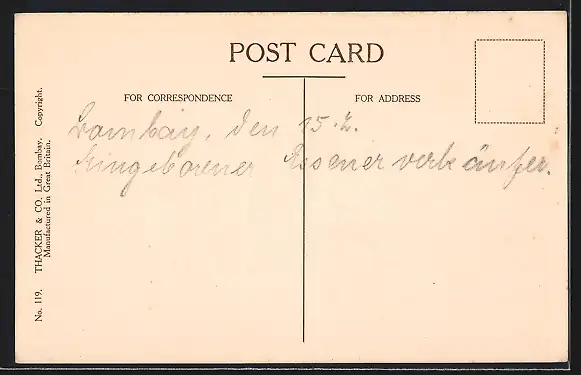 POST CARD
FOR CORRESPONDENCE
FOR ADDRESS
Bombay, den 15. 2.
Eingeborener verkäufer.
No. 119. THACKER & CO. Ltd., Bombay. Copyright.
Manufactured in Great Britain.